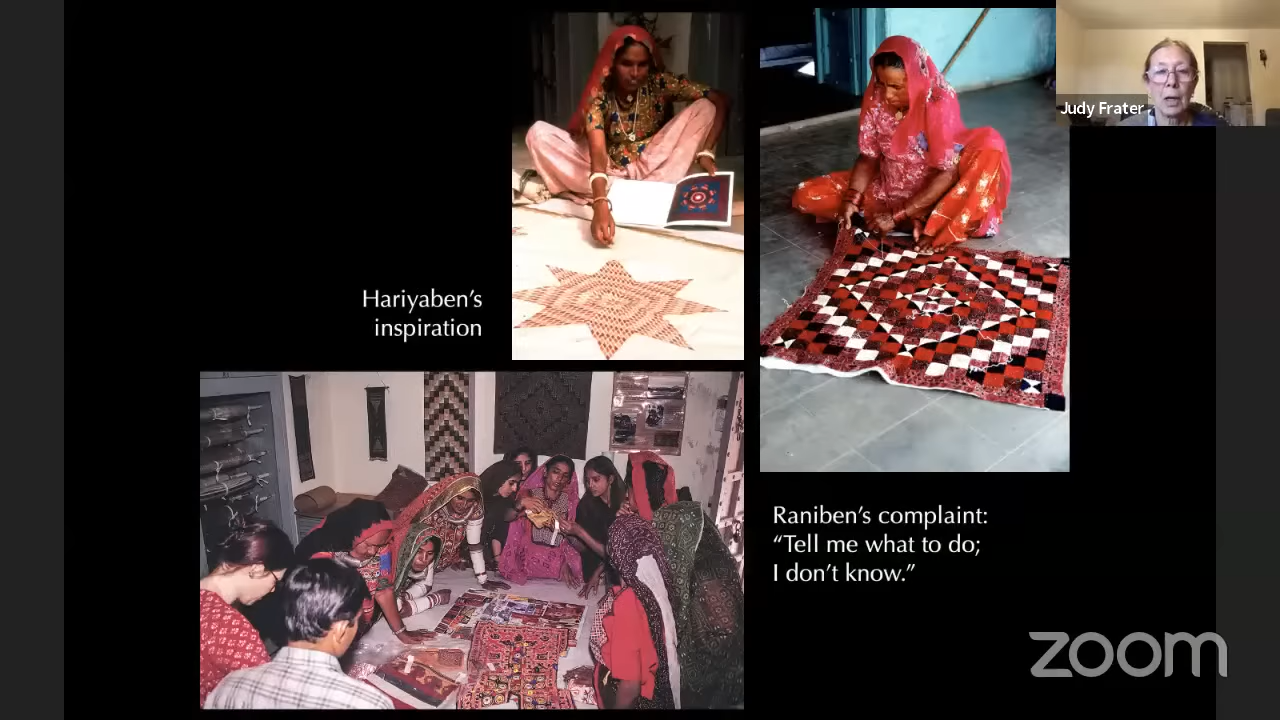 Judy Frater
Hariyaben’s
inspiration
Raniben’s complaint:
“Tell me what to do;
I don’t know.”
zoom